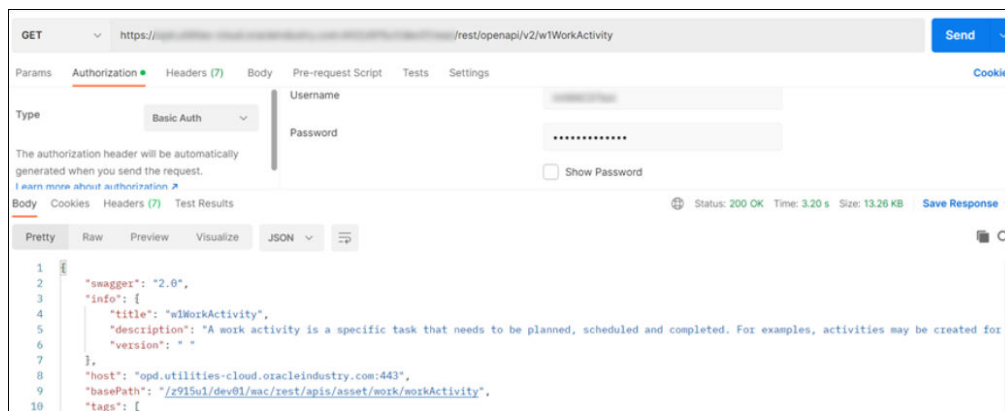 GET https:// /rest/openapi/v2/w1WorkActivity Send
Params Authorization Headers (7) Body Pre-request Script Tests Settings Cookie
Username
Type Basic Auth
Password •••••••••••••
The authorization header will be automatically
generated when you send the request. Show Password
Learn more about authorization ↗
Body Cookies Headers (7) Test Results Status: 200 OK Time: 3.20 s Size: 13.26 KB Save Response
Pretty Raw Preview Visualize JSON
1 {
2 "swagger": "2.0",
3 "info": {
4 "title": "w1WorkActivity",
5 "description": "A work activity is a specific task that needs to be planned, scheduled and completed. For examples, activities may be created for
6 "version": " "
7 },
8 "host": "opd.utilities-cloud.oracleindustry.com:443",
9 "basePath": "/z915u1/dev01/wac/rest/apis/asset/work/workActivity",
10 "tags": [